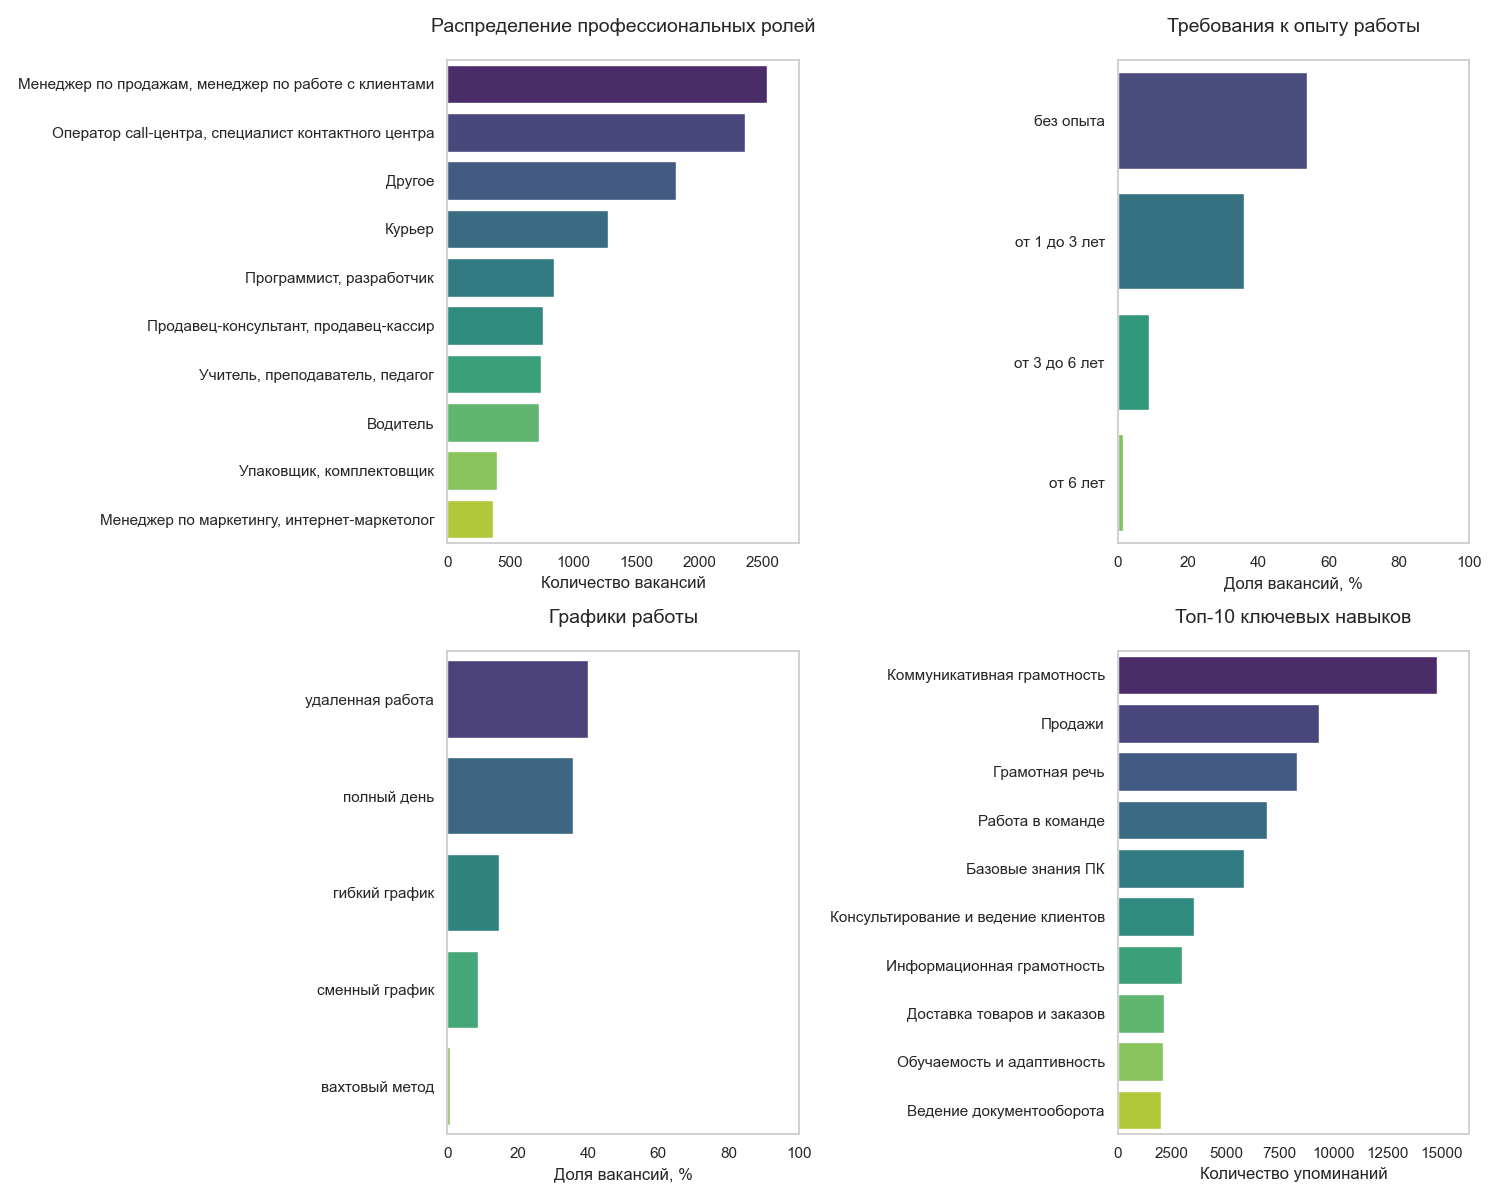 Распределение профессиональных ролей
Менеджер по продажам, менеджер по работе с клиентами
Оператор call-центра, специалист контактного центра
Другое
Курьер
Программист, разработчик
Продавец-консультант, продавец-кассир
Учитель, преподаватель, педагог
Водитель
Упаковщик, комплектовщик
Менеджер по маркетингу, интернет-маркетолог
0 500 1000 1500 2000 2500
Количество вакансий
Требования к опыту работы
без опыта
от 1 до 3 лет
от 3 до 6 лет
от 6 лет
0 20 40 60 80 100
Доля вакансий, %
Графики работы
удаленная работа
полный день
гибкий график
сменный график
вахтовый метод
0 20 40 60 80 100
Доля вакансий, %
Топ-10 ключевых навыков
Коммуникативная грамотность
Продажи
Грамотная речь
Работа в команде
Базовые знания ПК
Консультирование и ведение клиентов
Информационная грамотность
Доставка товаров и заказов
Обучаемость и адаптивность
Ведение документооборота
0 2500 5000 7500 10000 12500 15000
Количество упоминаний